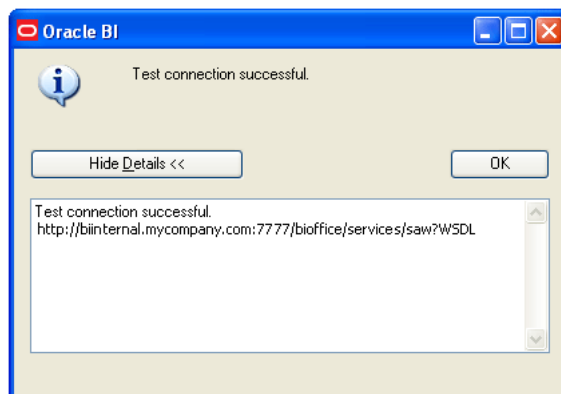 Oracle BI
Test connection successful.
Hide Details <<
OK
Test connection successful.
http://biinternal.mycompany.com:7777/bioffice/services/saw?WSDL